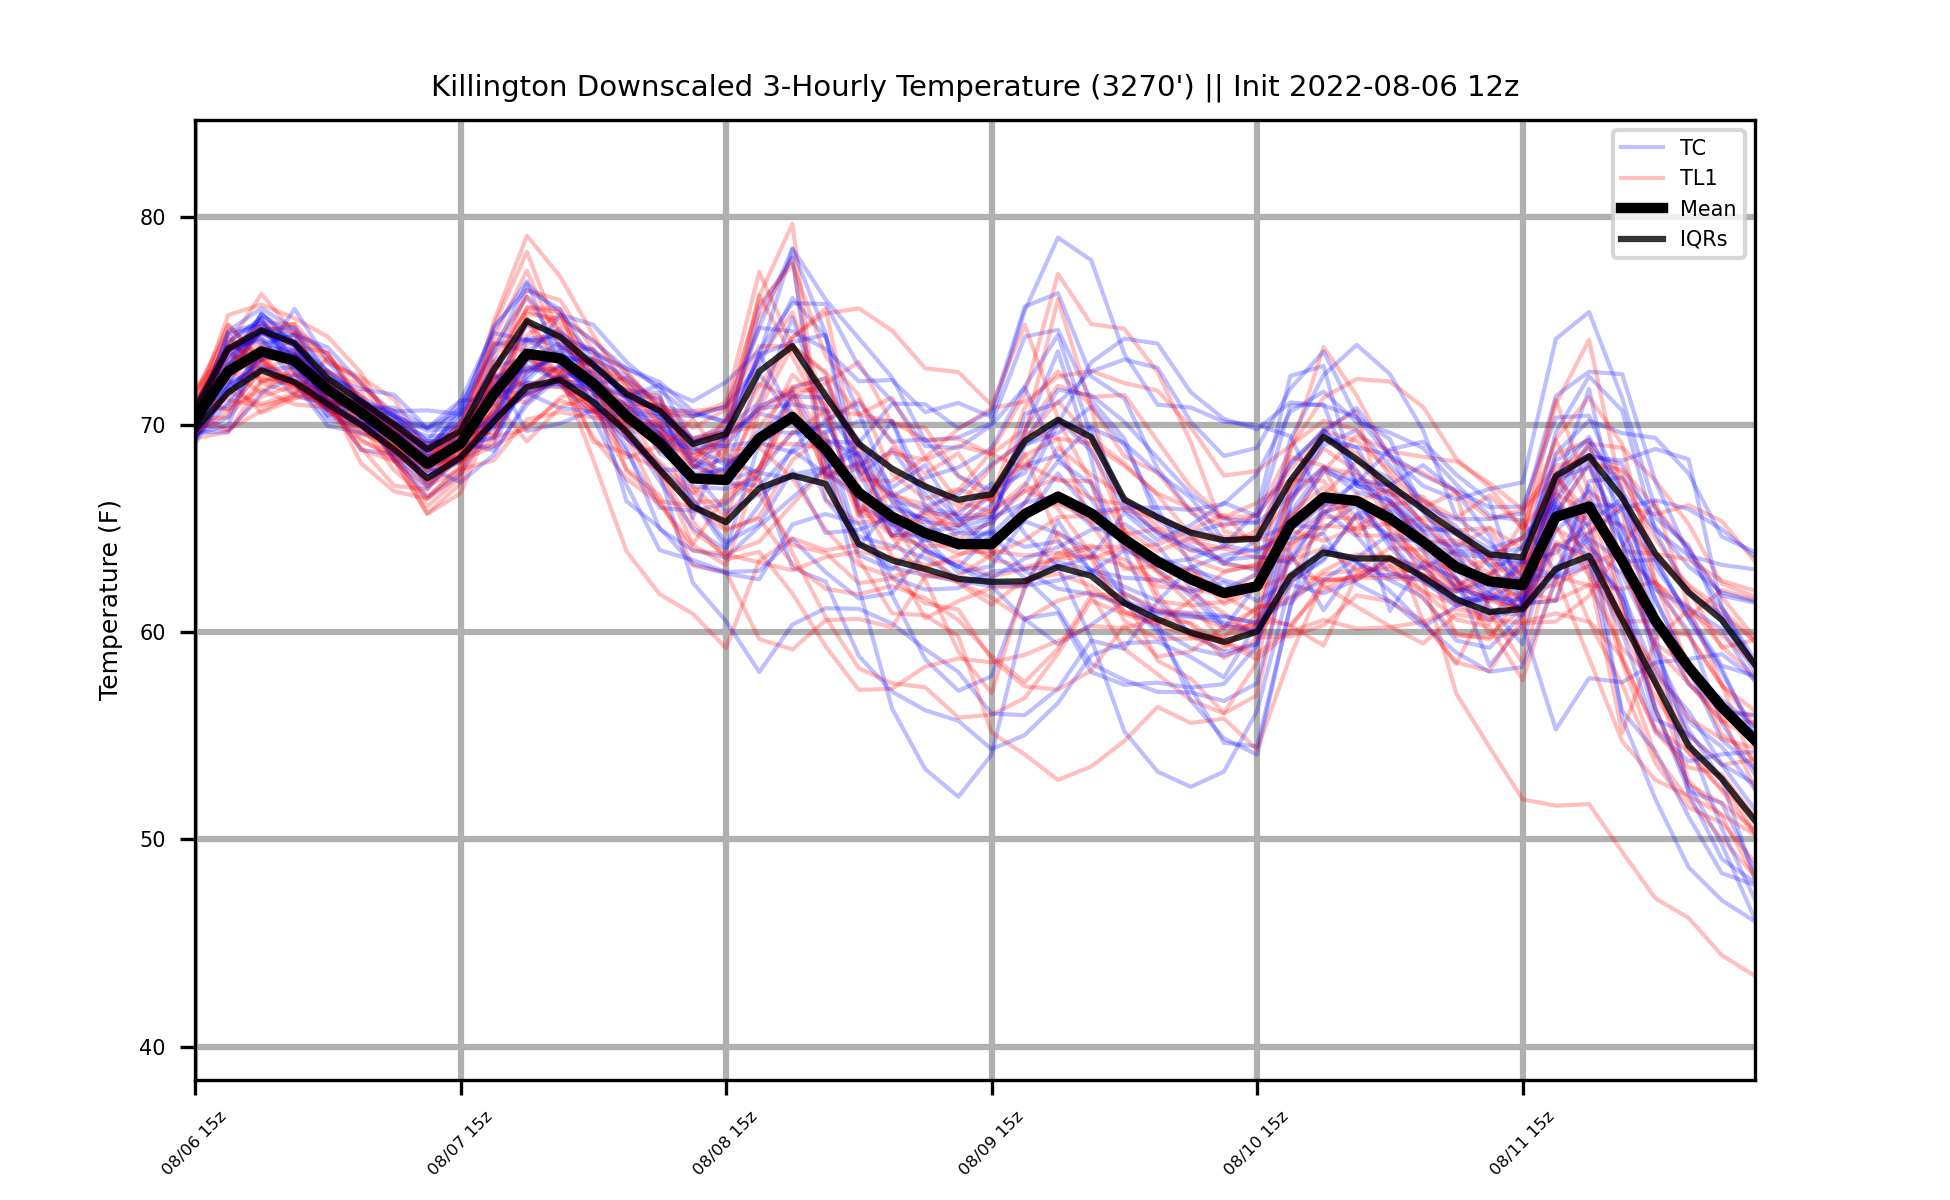 Killington Downscaled 3-Hourly Temperature (3270') || Init 2022-08-06 12z
TC
TL1
Mean
IQRs
Temperature (F)
80
70
60
50
40
08/06 15z
08/07 15z
08/08 15z
08/09 15z
08/10 15z
08/11 15z